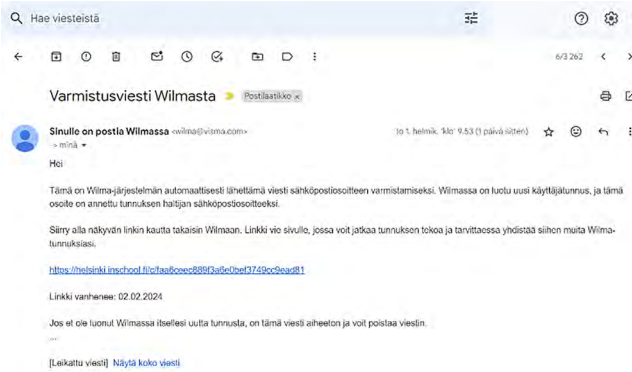 Hae viesteistä
6/3 262
Varmistusviesti Wilmasta
Postilaatikko x
Sinulle on postia Wilmassa <wilma@visma.com>
to 1. helmik. 'klo' 9.53 (1 päivä sitten)
> minä
Hei
Tämä on Wilma-järjestelmän automaattisesti lähettämä viesti sähköpostiosoitteen varmistamiseksi. Wilmassa on luotu uusi käyttäjätunnus, ja tämä
osoite on annettu tunnuksen haltijan sähköpostiosoitteeksi.
Siirry alla näkyvän linkin kautta takaisin Wilmaan. Linkki vie sivulle, jossa voit jatkaa tunnuksen tekoa ja tarvittaessa yhdistää siihen muita Wilma-
tunnuksiasi.
https://helsinki.inschool.fi/c/faa6ceec889f3a6e0bef3749cc9ead81
Linkki vanhenee: 02.02.2024
Jos et ole luonut Wilmassa itsellesi uutta tunnusta, on tämä viesti aiheeton ja voit poistaa viestin.
...
[Leikattu viesti] Näytä koko viesti